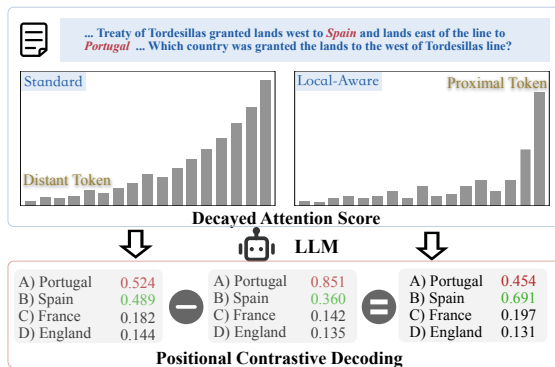 ... Treaty of Tordesillas granted lands west to Spain and lands east of the line to
Portugal ... Which country was granted the lands to the west of Tordesillas line?
Standard
Distant Token
Local-Aware
Proximal Token
Decayed Attention Score
LLM
A) Portugal 0.524
B) Spain 0.489
C) France 0.182
D) England 0.144
A) Portugal 0.851
B) Spain 0.360
C) France 0.142
D) England 0.135
A) Portugal 0.454
B) Spain 0.691
C) France 0.197
D) England 0.131
Positional Contrastive Decoding